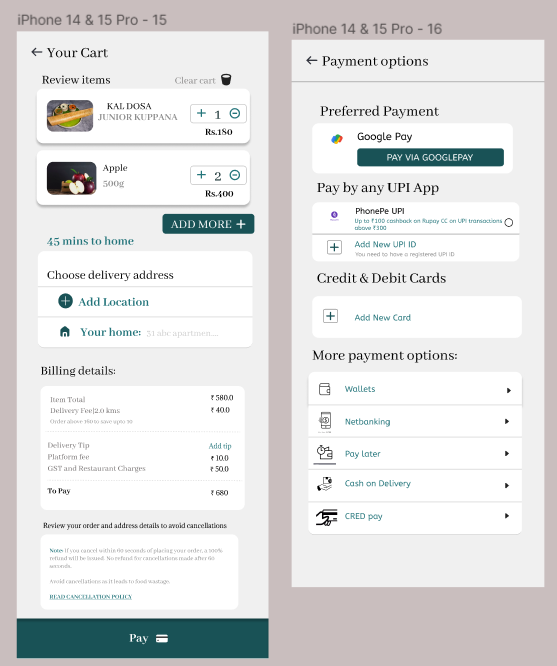 iPhone 14 & 15 Pro - 15
Your Cart
Review items
Clear cart
KAL DOSA
JUNIOR KUPPANA
+ 1
Rs.180
Apple
500g
+ 2
Rs.400
ADD MORE +
45 mins to home
Choose delivery address
Add Location
Your home: 51 abc apartmen....
Billing details:
Item Total ₹ 580.0
Delivery Fee|2.0 kms ₹ 40.0
Order above 160 to save upto 30
Delivery Tip Add tip
Platform fee ₹ 10.0
GST and Restaurant Charges ₹ 50.0
To Pay ₹ 680
Review your order and address details to avoid cancellations
Note: If you cancel within 60 seconds of placing your order, a 100%
refund will be issued. No refund for cancellations made after 60
seconds.
Avoid cancellations as it leads to food wastage.
READ CANCELLATION POLICY
Pay
iPhone 14 & 15 Pro - 16
Payment options
Preferred Payment
Google Pay
PAY VIA GOOGLEPAY
Pay by any UPI App
PhonePe UPI
Up to ₹100 cashback on Rupay CC on UPI transactions
above ₹300
Add New UPI ID
You need to have a registered UPI ID
Credit & Debit Cards
Add New Card
More payment options:
Wallets
Netbanking
Pay later
Cash on Delivery
CRED pay